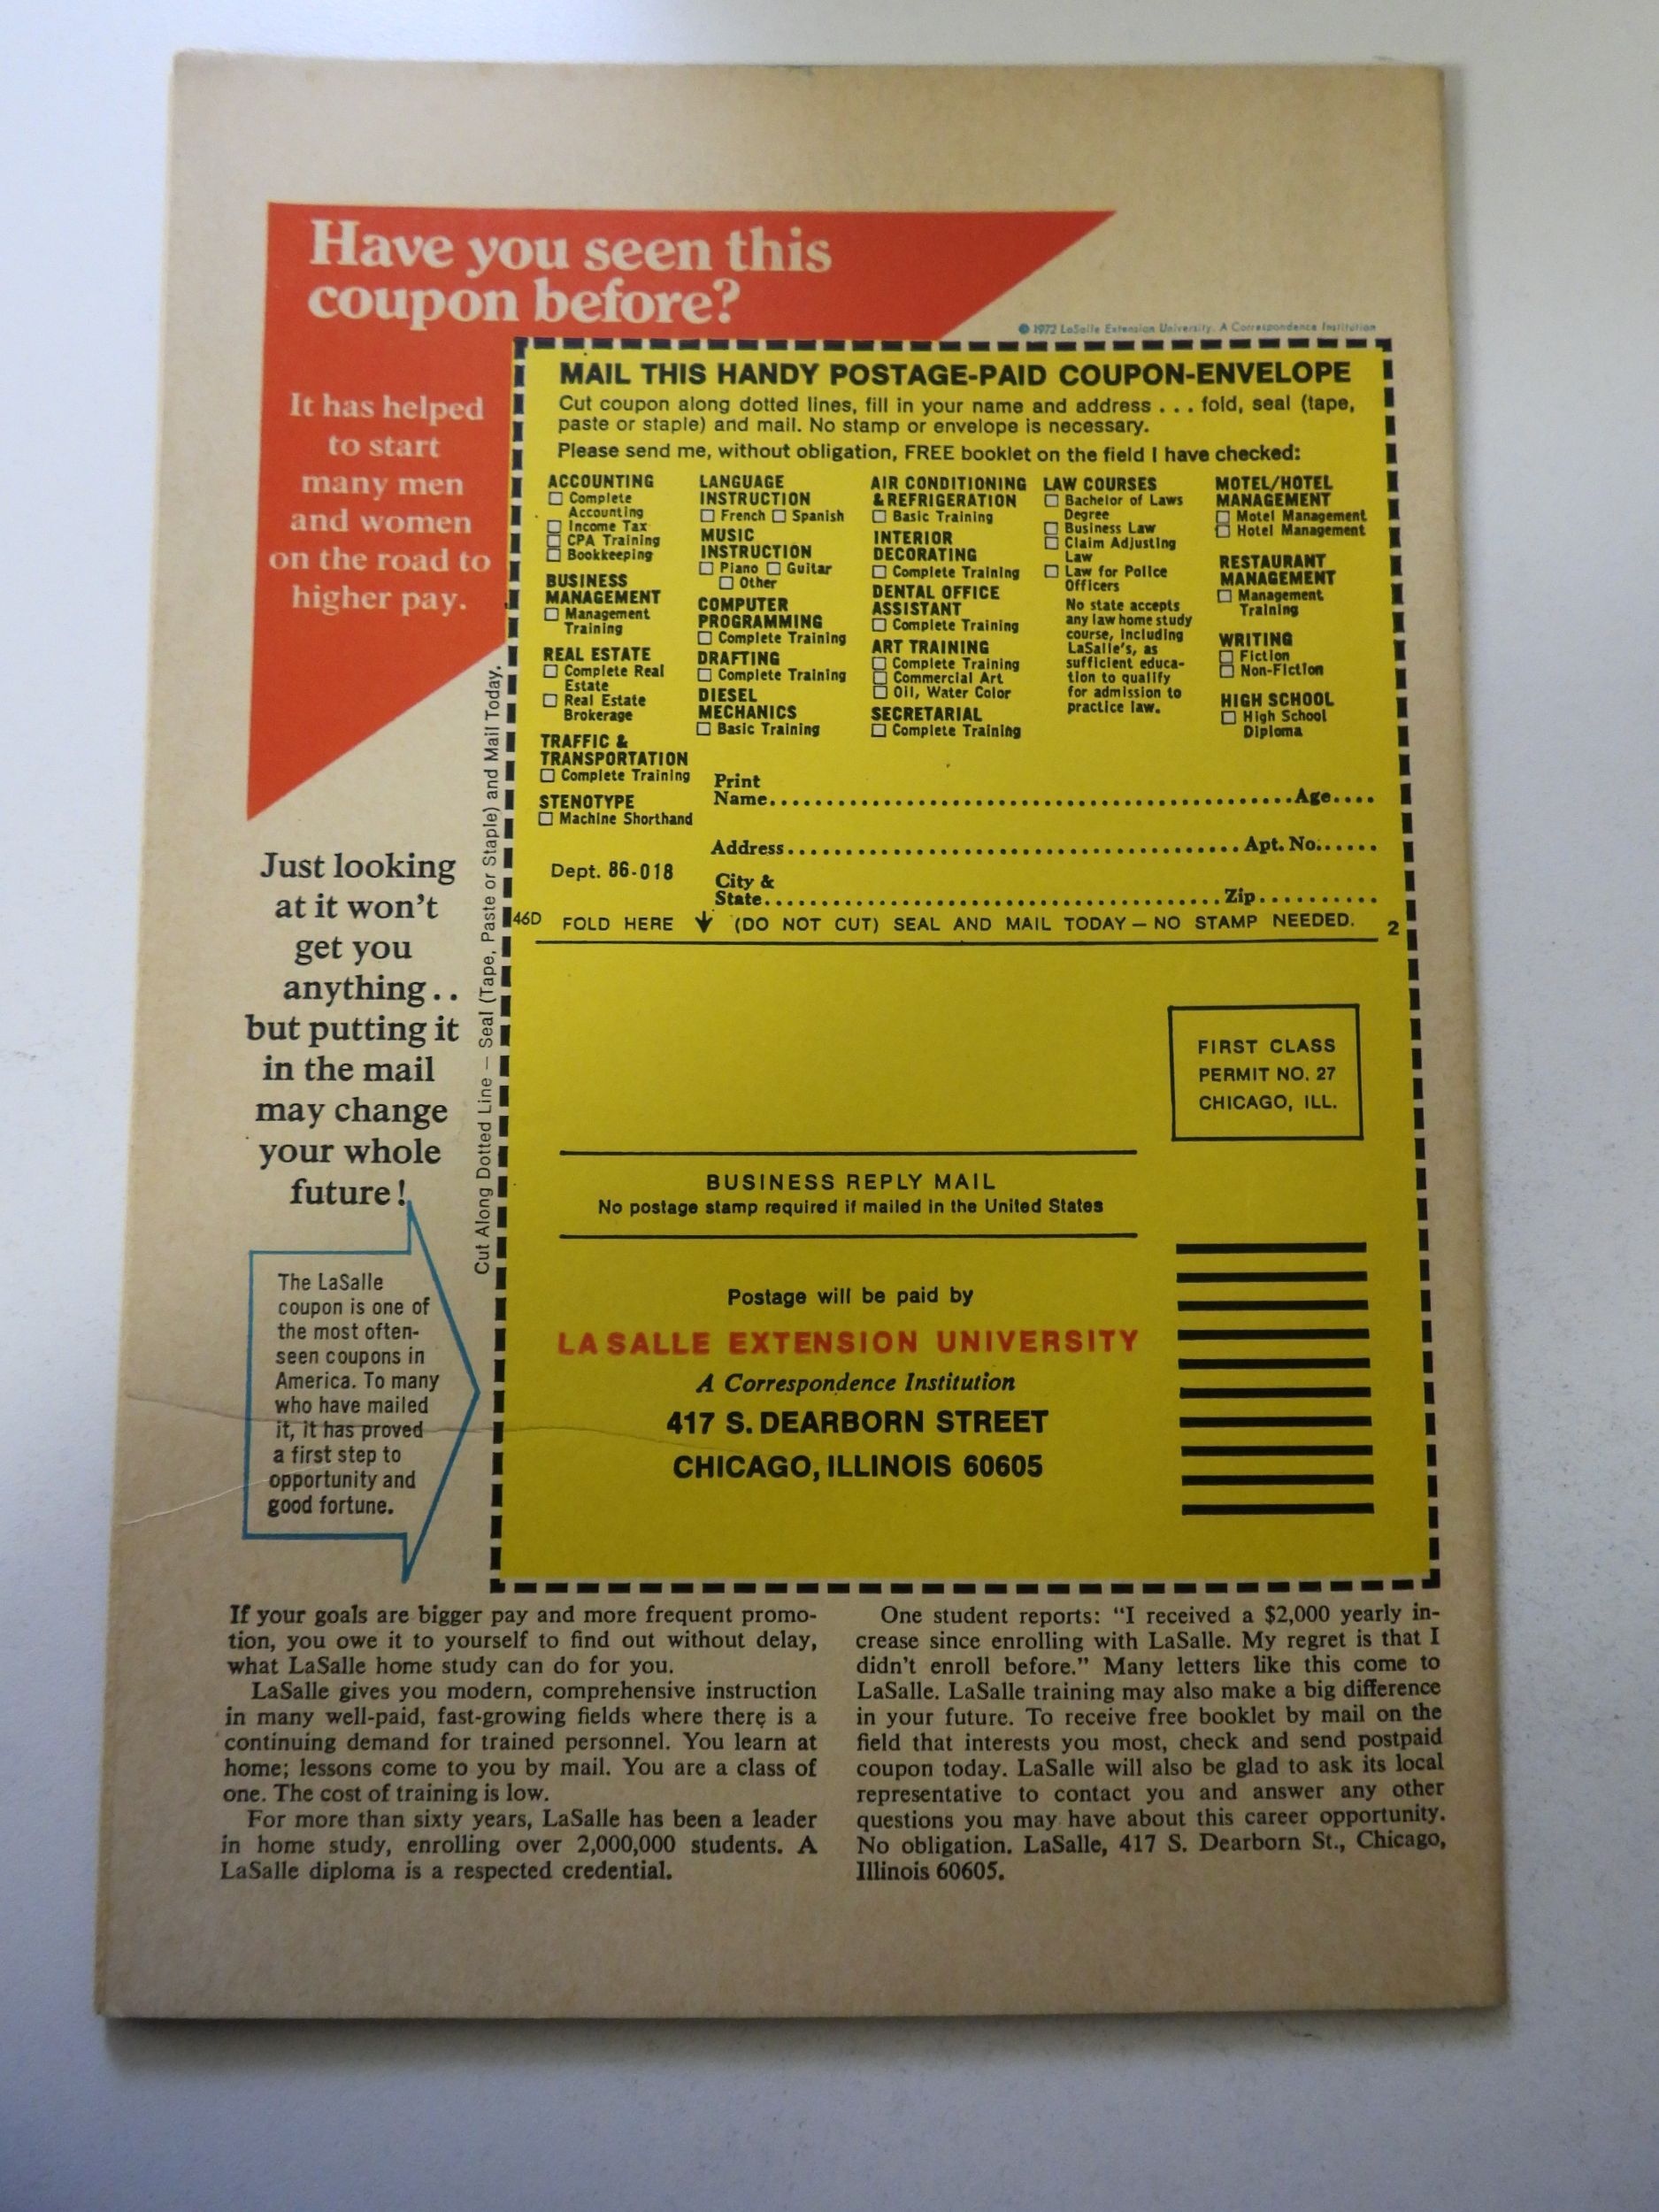 Have you seen this
coupon before?
© 1972 LaSalle Extension University. A Correspondence Institution
It has helped
to start
many men
and women
on the road to
higher pay.
Just looking
at it won't
get you
anything..
but putting it
in the mail
may change
your whole
future!
The LaSalle
coupon is one of
the most often-
seen coupons in
America. To many
who have mailed
it, it has proved
a first step to
opportunity and
good fortune.
Cut Along Dotted Line — Seal (Tape, Paste or Staple) and Mail Today.
MAIL THIS HANDY POSTAGE-PAID COUPON-ENVELOPE
Cut coupon along dotted lines, fill in your name and address . . . fold, seal (tape,
paste or staple) and mail. No stamp or envelope is necessary.
Please send me, without obligation, FREE booklet on the field I have checked:
ACCOUNTING
Complete
Accounting
Income Tax
CPA Training
Bookkeeping
BUSINESS
MANAGEMENT
Management
Training
REAL ESTATE
Complete Real
Estate
Real Estate
Brokerage
TRAFFIC &
TRANSPORTATION
Complete Training
STENOTYPE
Machine Shorthand
LANGUAGE
INSTRUCTION
French Spanish
MUSIC
INSTRUCTION
Piano Guitar
Other
COMPUTER
PROGRAMMING
Complete Training
DRAFTING
Complete Training
DIESEL
MECHANICS
Basic Training
AIR CONDITIONING
& REFRIGERATION
Basic Training
INTERIOR
DECORATING
Complete Training
DENTAL OFFICE
ASSISTANT
Complete Training
ART TRAINING
Complete Training
Commercial Art
Oil, Water Color
SECRETARIAL
Complete Training
LAW COURSES
Bachelor of Laws
Degree
Business Law
Claim Adjusting
Law
Law for Police
Officers
No state accepts
any law home study
course, including
LaSalle's, as
sufficient educa-
tion to qualify
for admission to
practice law.
MOTEL/HOTEL
MANAGEMENT
Motel Management
Hotel Management
RESTAURANT
MANAGEMENT
Management
Training
WRITING
Fiction
Non-Fiction
HIGH SCHOOL
High School
Diploma
Print
Name Age
Address Apt. No.
Dept. 86-018
City &
State Zip
46D FOLD HERE ↓ (DO NOT CUT) SEAL AND MAIL TODAY — NO STAMP NEEDED. 2
FIRST CLASS
PERMIT NO. 27
CHICAGO, ILL.
BUSINESS REPLY MAIL
No postage stamp required if mailed in the United States
Postage will be paid by
LA SALLE EXTENSION UNIVERSITY
A Correspondence Institution
417 S. DEARBORN STREET
CHICAGO, ILLINOIS 60605
If your goals are bigger pay and more frequent promo-
tion, you owe it to yourself to find out without delay,
what LaSalle home study can do for you.
LaSalle gives you modern, comprehensive instruction
in many well-paid, fast-growing fields where there is a
continuing demand for trained personnel. You learn at
home; lessons come to you by mail. You are a class of
one. The cost of training is low.
For more than sixty years, LaSalle has been a leader
in home study, enrolling over 2,000,000 students. A
LaSalle diploma is a respected credential.
One student reports: "I received a $2,000 yearly in-
crease since enrolling with LaSalle. My regret is that I
didn't enroll before." Many letters like this come to
LaSalle. LaSalle training may also make a big difference
in your future. To receive free booklet by mail on the
field that interests you most, check and send postpaid
coupon today. LaSalle will also be glad to ask its local
representative to contact you and answer any other
questions you may have about this career opportunity.
No obligation. LaSalle, 417 S. Dearborn St., Chicago,
Illinois 60605.